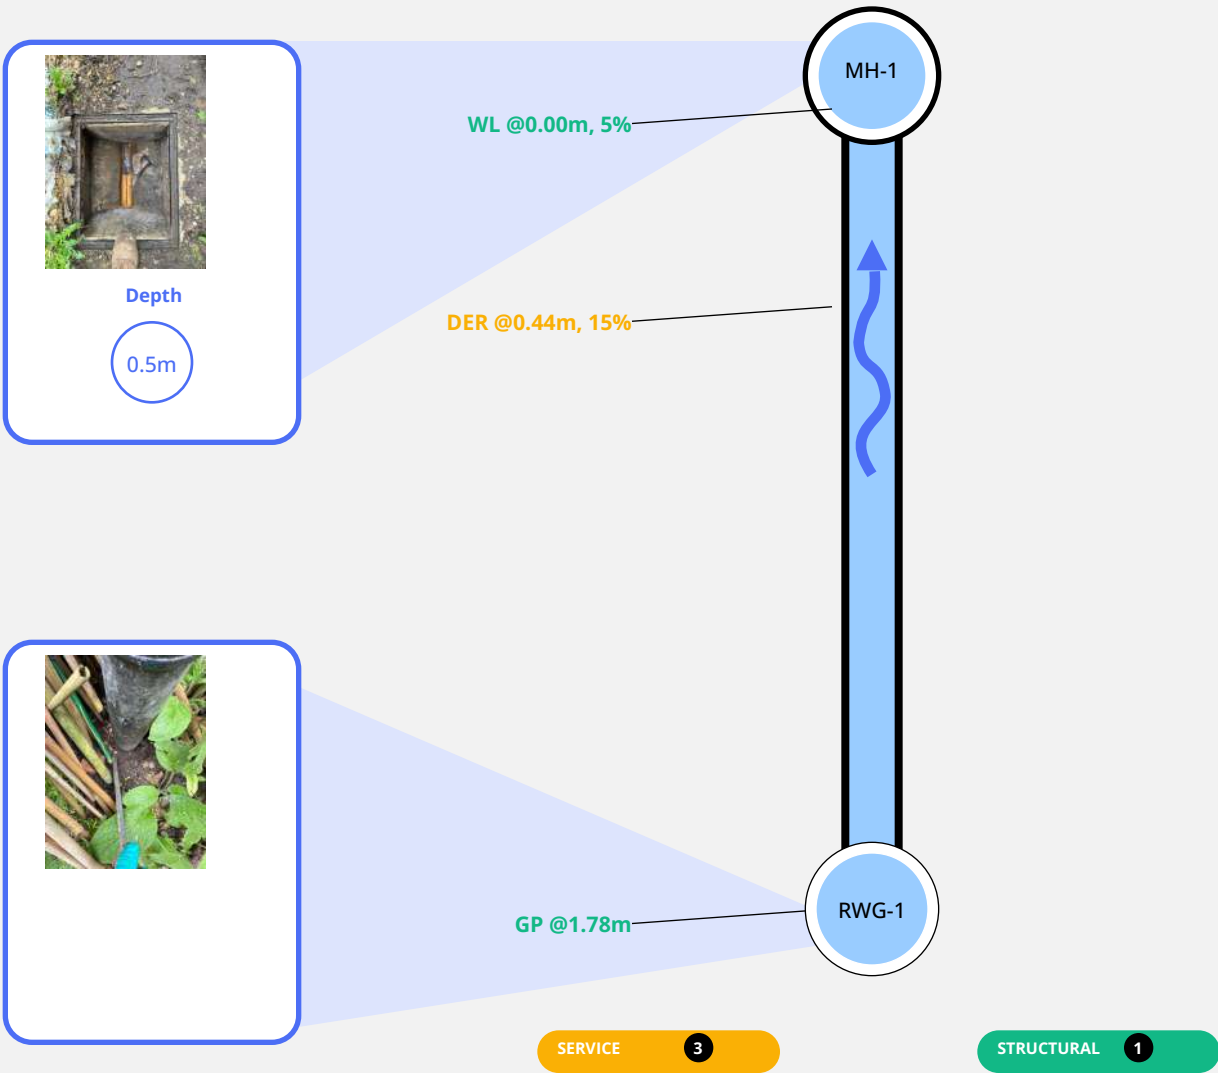 MH-1
WL @0.00m, 5%
Depth
DER @0.44m, 15%
0.5m
RWG-1
GP @1.78m
SERVICE 3
STRUCTURAL 1